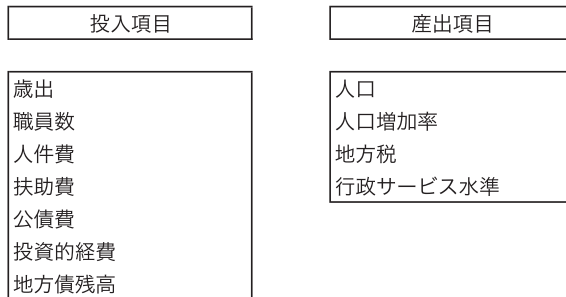 投入項目
歳出
職員数
人件費
扶助費
公債費
投資的経費
地方債残高
産出項目
人口
人口増加率
地方税
行政サービス水準